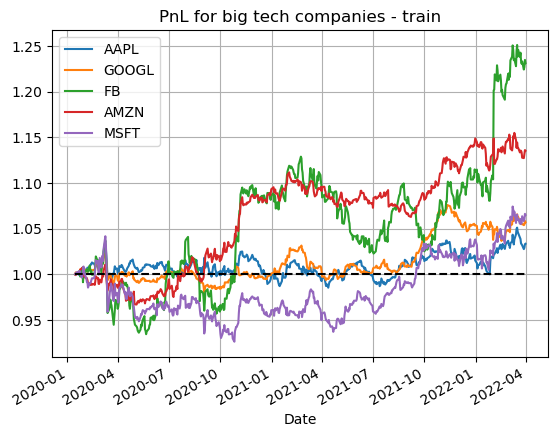 PnL for big tech companies - train
1.25
1.20
1.15
1.10
1.05
1.00
0.95
AAPL
GOOGL
FB
AMZN
MSFT
2020-01
2020-04
2020-07
2020-10
2021-01
2021-04
2021-07
2021-10
2022-01
2022-04
Date